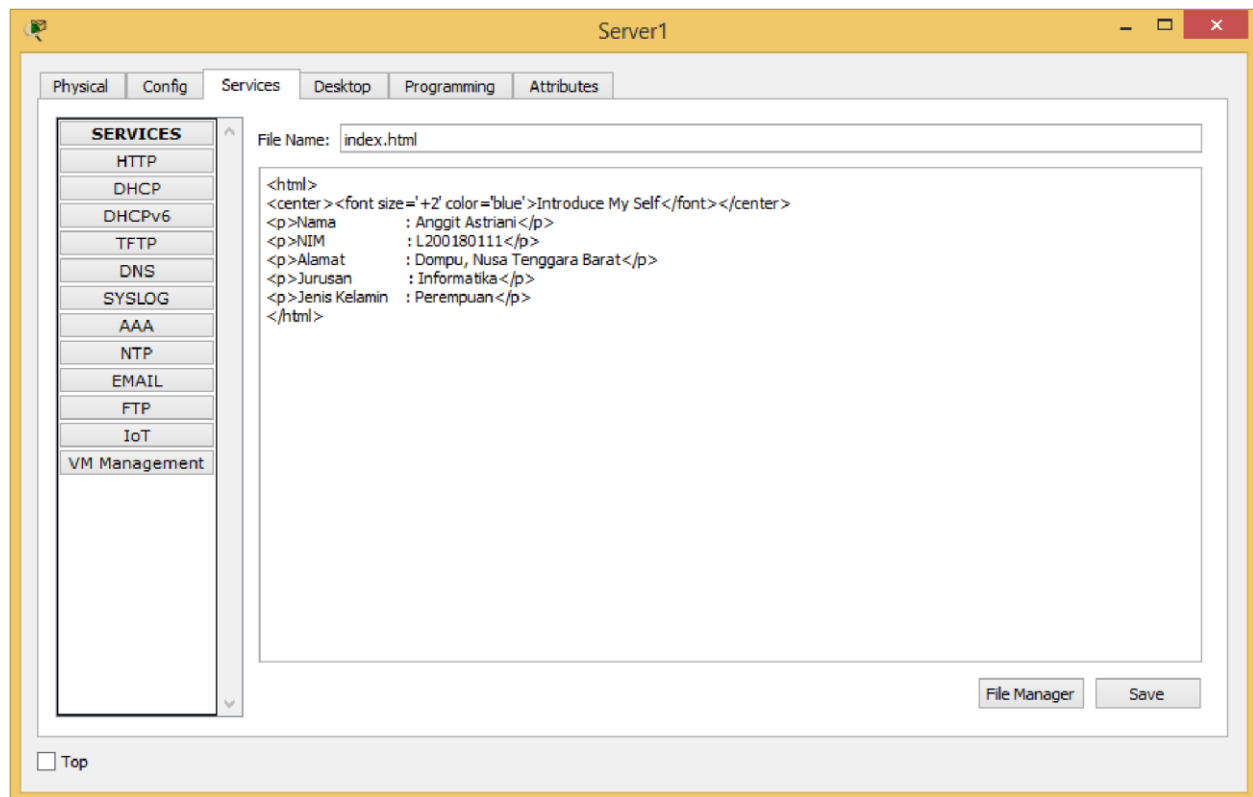 Server1
Physical Config Services Desktop Programming Attributes
SERVICES
HTTP
DHCP
DHCPv6
TFTP
DNS
SYSLOG
AAA
NTP
EMAIL
FTP
IoT
VM Management
File Name: index.html
<html>
<center><font size='+2' color='blue'>Introduce My Self</font></center>
<p>Nama : Anggit Astriani</p>
<p>NIM : L200180111</p>
<p>Alamat : Dompu, Nusa Tenggara Barat</p>
<p>Jurusan : Informatika</p>
<p>Jenis Kelamin : Perempuan</p>
</html>
File Manager Save
Top